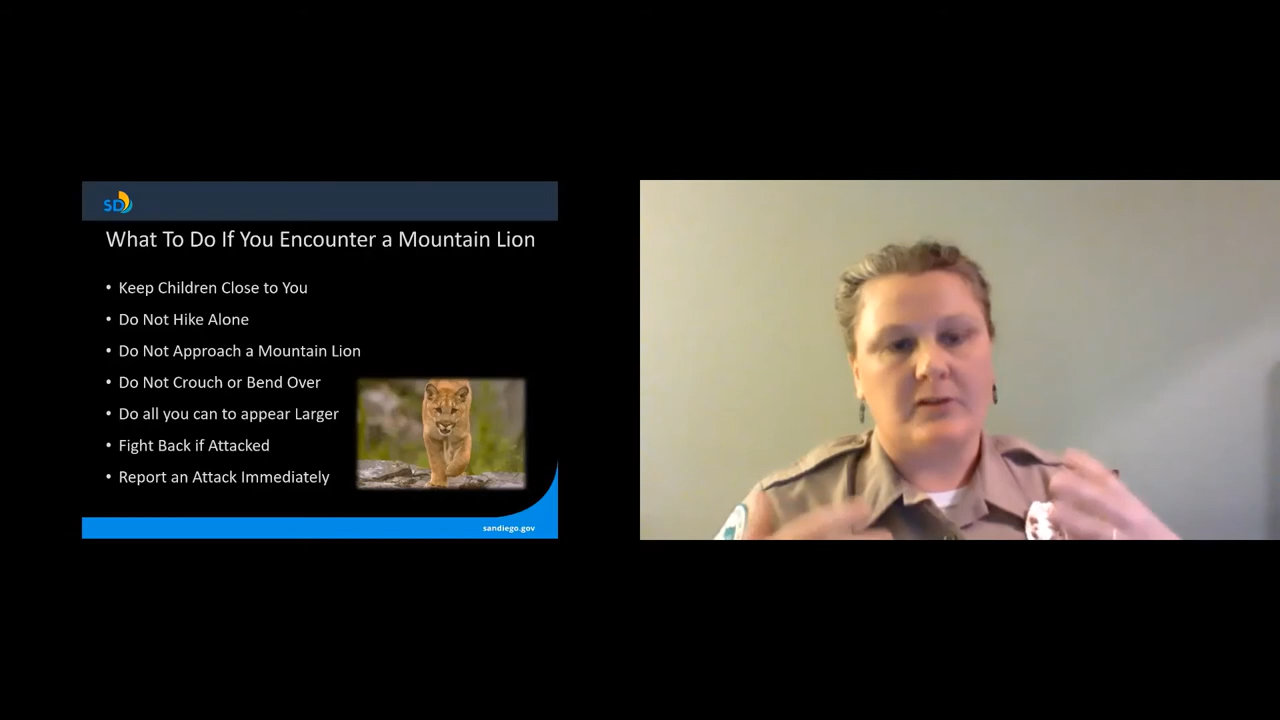 SD
What To Do If You Encounter a Mountain Lion
• Keep Children Close to You
• Do Not Hike Alone
• Do Not Approach a Mountain Lion
• Do Not Crouch or Bend Over
• Do all you can to appear Larger
• Fight Back if Attacked
• Report an Attack Immediately
sandiego.gov